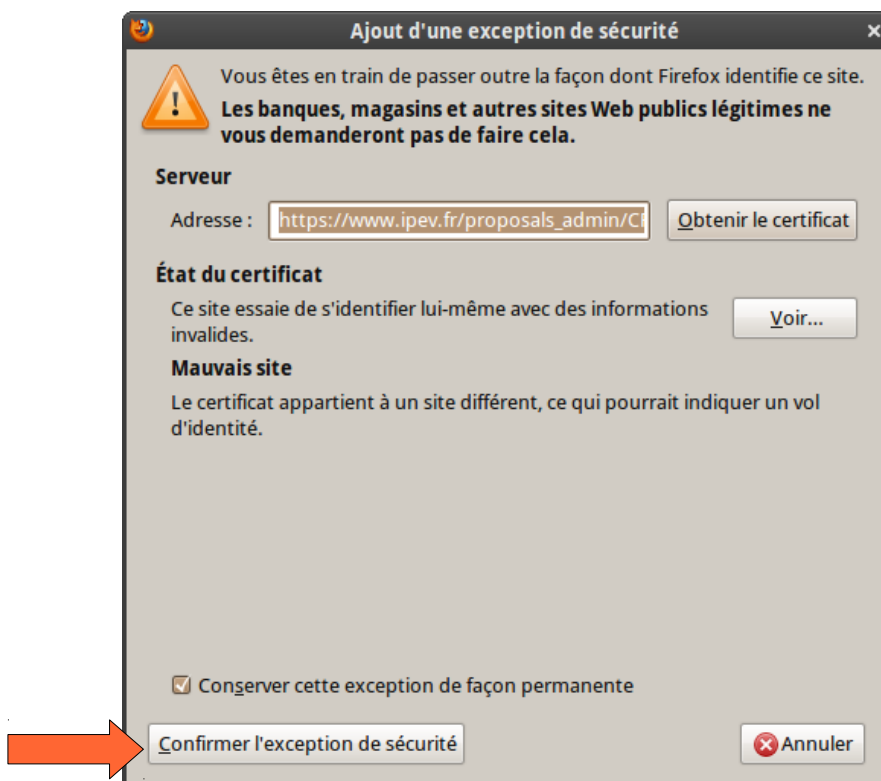 Ajout d'une exception de sécurité
Vous êtes en train de passer outre la façon dont Firefox identifie ce site.
Les banques, magasins et autres sites Web publics légitimes ne
vous demanderont pas de faire cela.
Serveur
Adresse : https://www.ipev.fr/proposals_admin/ Obtenir le certificat
État du certificat
Ce site essaie de s'identifier lui-même avec des informations
invalides.
Voir...
Mauvais site
Le certificat appartient à un site différent, ce qui pourrait indiquer un vol
d'identité.
Conserver cette exception de façon permanente
Confirmer l'exception de sécurité Annuler